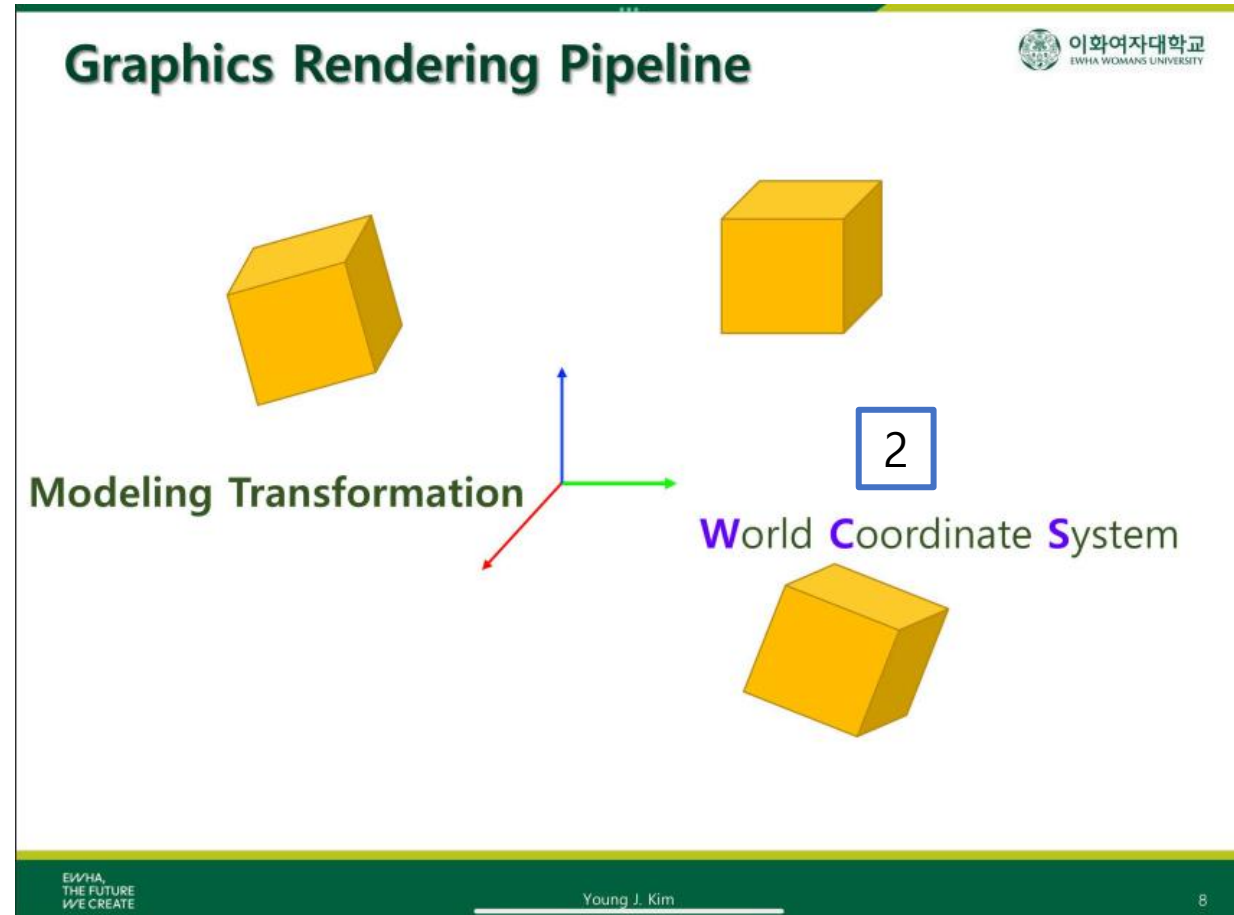 Graphics Rendering Pipeline
이화여자대학교
EWHA WOMANS UNIVERSITY
2
Modeling Transformation
World Coordinate System
EWHA,
THE FUTURE
WE CREATE
Young J. Kim
8